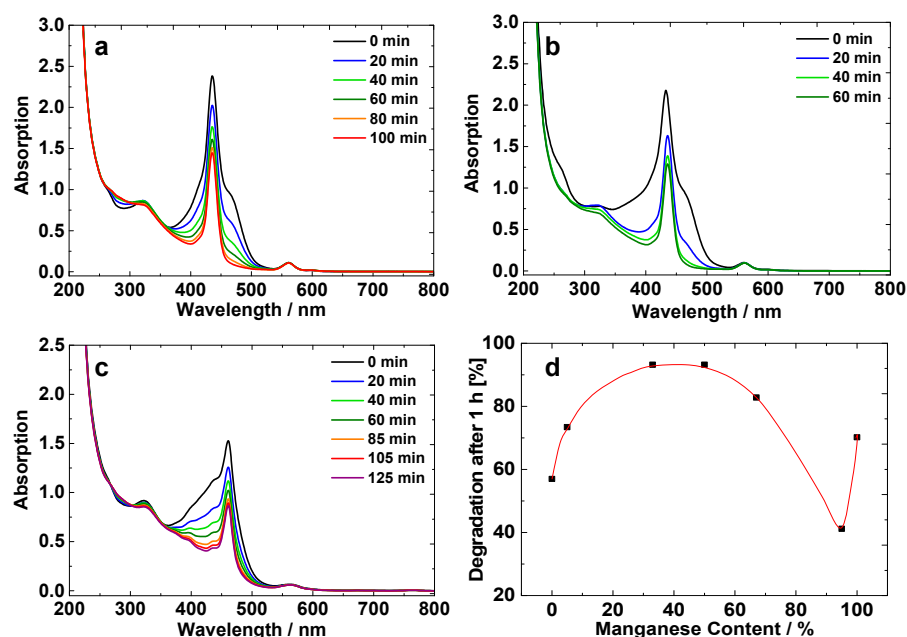 a
3.0
2.5
2.0
1.5
1.0
0.5
0.0
Absorption
200 300 400 500 600 700 800
Wavelength / nm
0 min
20 min
40 min
60 min
80 min
100 min
b
3.0
2.5
2.0
1.5
1.0
0.5
0.0
Absorption
200 300 400 500 600 700 800
Wavelength / nm
0 min
20 min
40 min
60 min
c
2.5
2.0
1.5
1.0
0.5
0.0
Absorption
200 300 400 500 600 700 800
Wavelength / nm
0 min
20 min
40 min
60 min
85 min
105 min
125 min
d
100
80
60
40
20
Degradation after 1 h [%]
0 20 40 60 80 100
Manganese Content / %